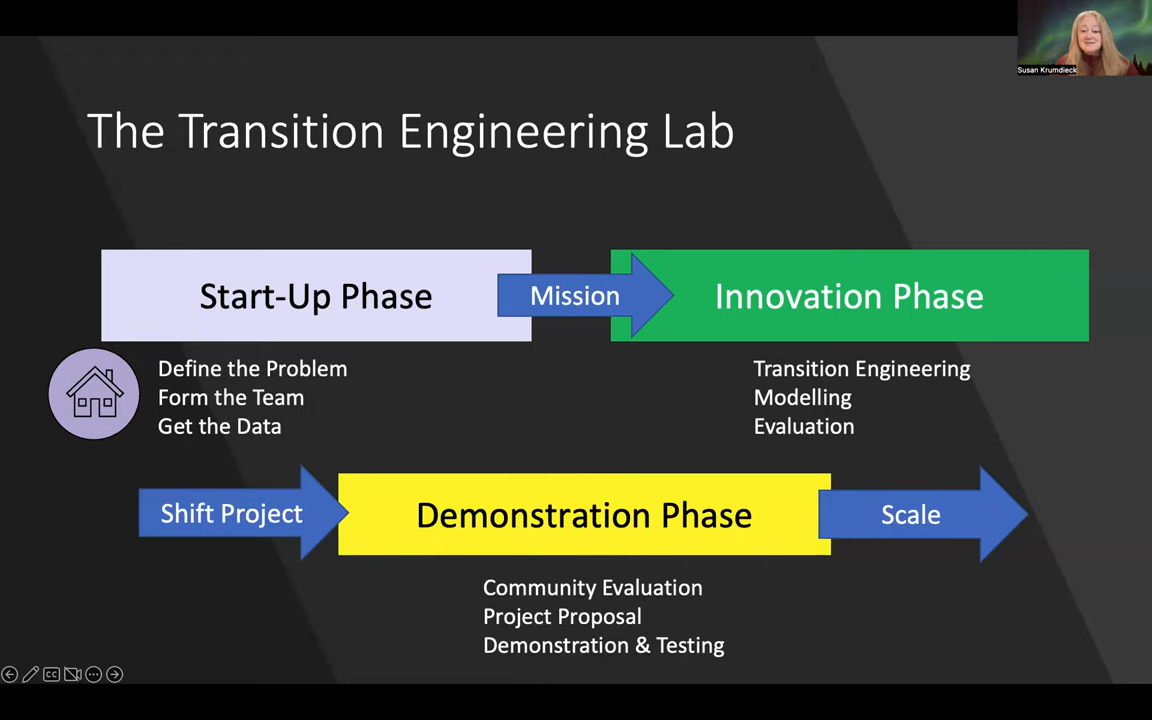 Susan Krumdieck
The Transition Engineering Lab
Start-Up Phase
Mission
Innovation Phase
Define the Problem
Form the Team
Get the Data
Transition Engineering
Modelling
Evaluation
Shift Project
Demonstration Phase
Scale
Community Evaluation
Project Proposal
Demonstration & Testing
CC